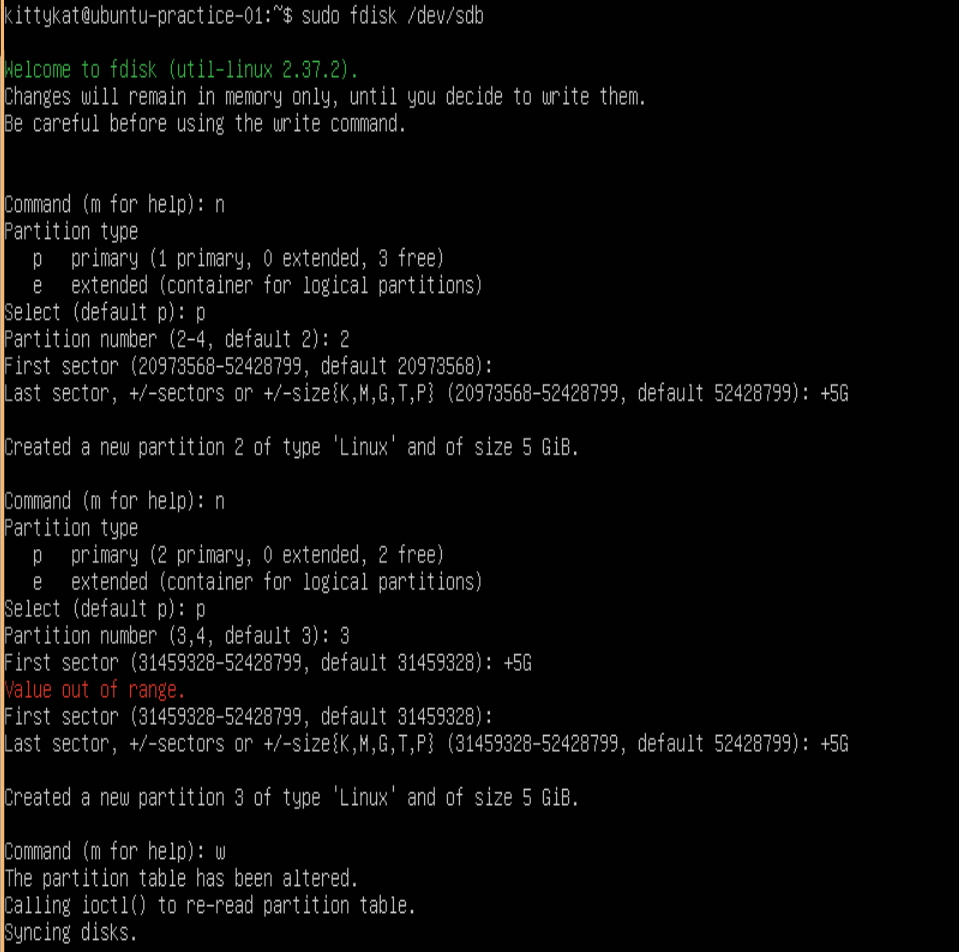 kittykat@ubuntu-practice-01:~$ sudo fdisk /dev/sdb
Welcome to fdisk (util-linux 2.37.2).
Changes will remain in memory only, until you decide to write them.
Be careful before using the write command.
Command (m for help): n
Partition type
   p   primary (1 primary, 0 extended, 3 free)
   e   extended (container for logical partitions)
Select (default p): p
Partition number (2-4, default 2): 2
First sector (20973568-52428799, default 20973568):
Last sector, +/-sectors or +/-size{K,M,G,T,P} (20973568-52428799, default 52428799): +5G
Created a new partition 2 of type 'Linux' and of size 5 GiB.
Command (m for help): n
Partition type
   p   primary (2 primary, 0 extended, 2 free)
   e   extended (container for logical partitions)
Select (default p): p
Partition number (3,4, default 3): 3
First sector (31459328-52428799, default 31459328): +5G
Value out of range.
First sector (31459328-52428799, default 31459328):
Last sector, +/-sectors or +/-size{K,M,G,T,P} (31459328-52428799, default 52428799): +5G
Created a new partition 3 of type 'Linux' and of size 5 GiB.
Command (m for help): w
The partition table has been altered.
Calling ioctl() to re-read partition table.
Syncing disks.